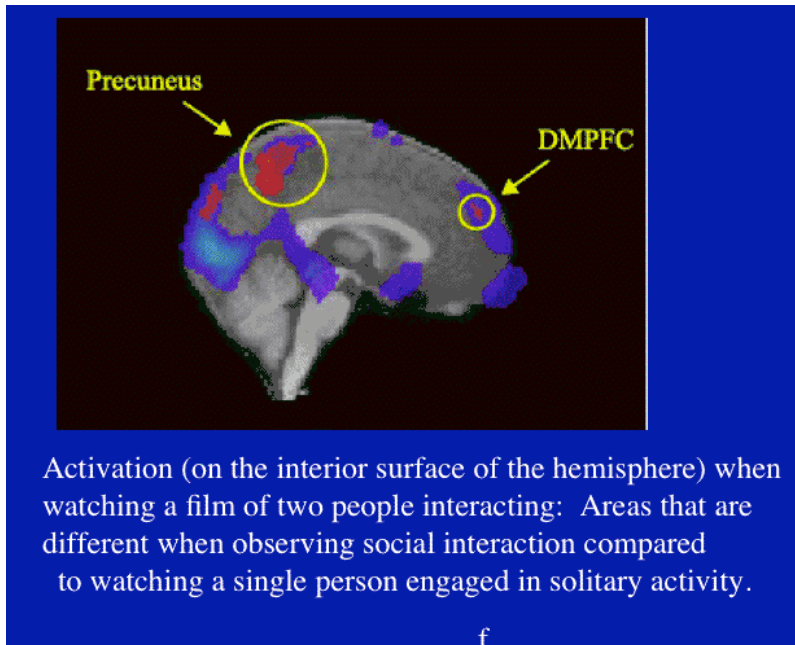 Precuneus
DMPFC
Activation (on the interior surface of the hemisphere) when
watching a film of two people interacting:  Areas that are
different when observing social interaction compared
to watching a single person engaged in solitary activity.
f